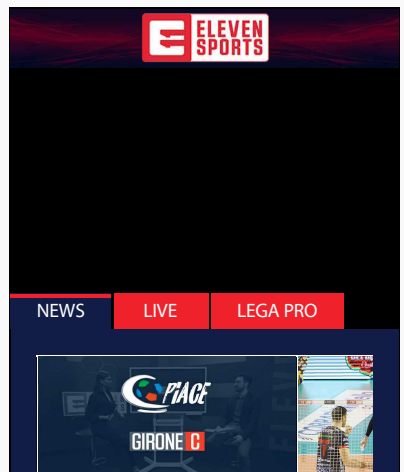 ELEVEN
SPORTS
NEWS
LIVE
LEGA PRO
C PIACE
GIRONE C